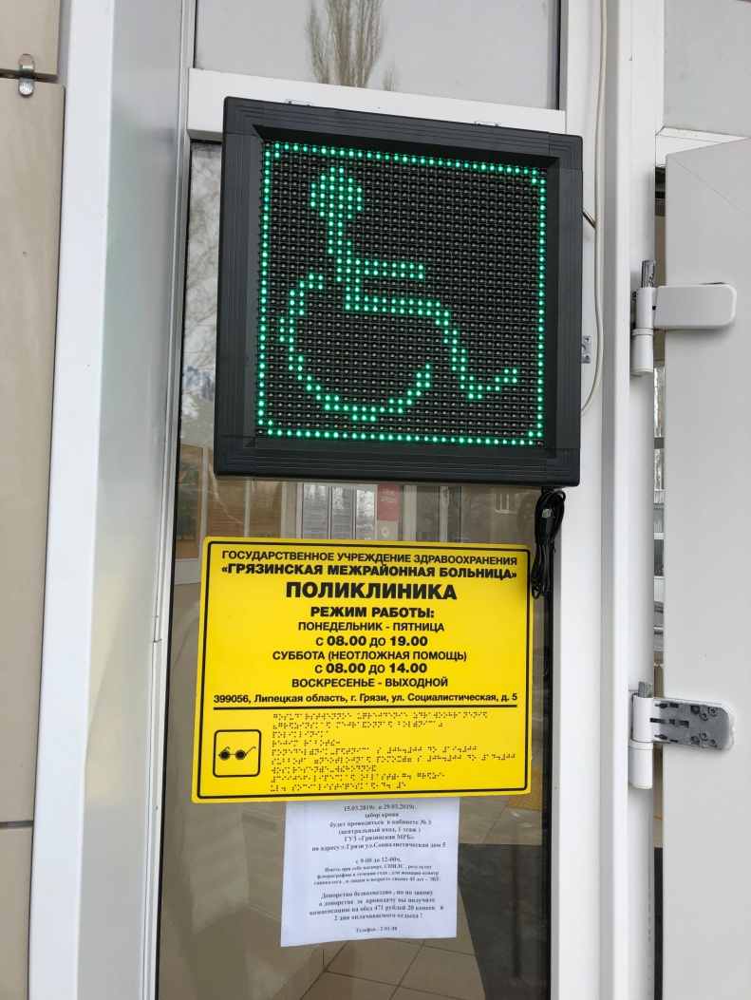 ГОСУДАРСТВЕННОЕ УЧРЕЖДЕНИЕ ЗДРАВООХРАНЕНИЯ
«ГРЯЗИНСКАЯ МЕЖРАЙОННАЯ БОЛЬНИЦА»
ПОЛИКЛИНИКА
РЕЖИМ РАБОТЫ:
ПОНЕДЕЛЬНИК - ПЯТНИЦА
С 08.00 ДО 19.00
СУББОТА (НЕОТЛОЖНАЯ ПОМОЩЬ)
С 08.00 ДО 14.00
ВОСКРЕСЕНЬЕ - ВЫХОДНОЙ
399056, Липецкая область, г. Грязи, ул. Социалистическая, д. 5
15.03.2019г. и 29.03.2019г.
забор крови
будет проводиться в кабинете № 3
(центральный вход, 1 этаж )
ГУЗ «Грязинская МРБ»
по адресу:г.Грязи ул.Социалистическая дом 5
с 9-00 до 12-00ч.
Иметь при себе паспорт, СНИЛС , результат
флюорографии в течении года , для женщин осмотр
гинеколога , и лицам в возрасте свыше 45 лет – ЭКГ.
Донорство безвозмездно , но по закону
о донорстве за кроводачу вы получите
компенсацию на обед 471 рублей 20 копеек и
2 дня оплачиваемого отдыха !
Телефон : 2-01-98